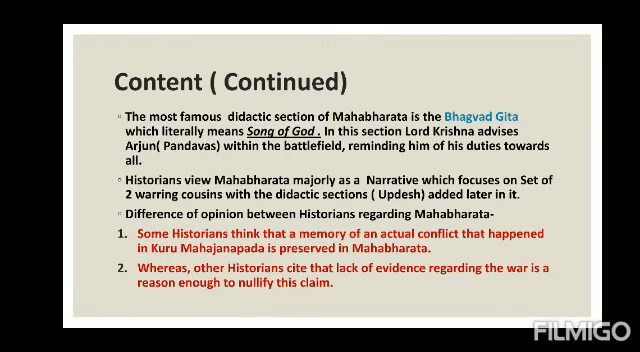 Content ( Continued)
The most famous didactic section of Mahabharata is the Bhagvad Gita
which literally means Song of God . In this section Lord Krishna advises
Arjun( Pandavas) within the battlefield, reminding him of his duties towards
all.
Historians view Mahabharata majorly as a Narrative which focuses on Set of
2 warring cousins with the didactic sections ( Updesh) added later in it.
Difference of opinion between Historians regarding Mahabharata-
1. Some Historians think that a memory of an actual conflict that happened
in Kuru Mahajanapada is preserved in Mahabharata.
2. Whereas, other Historians cite that lack of evidence regarding the war is a
reason enough to nullify this claim.
FILMIGO